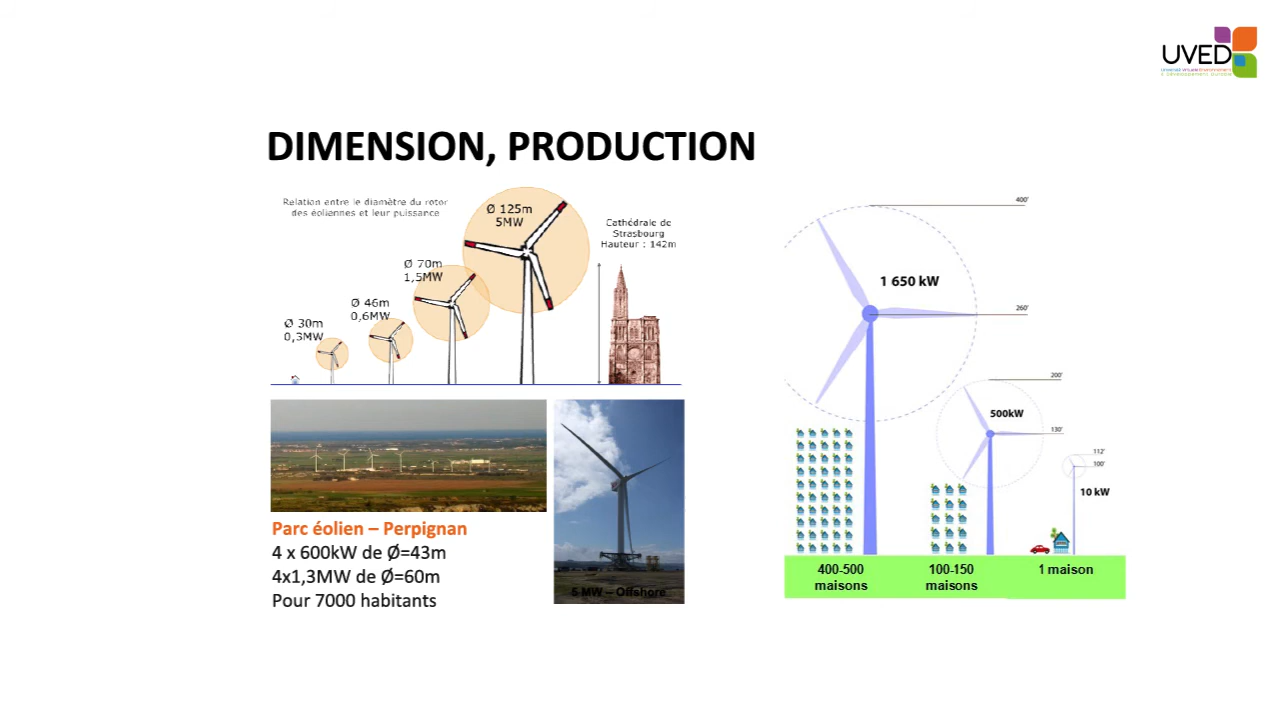 UVED
DIMENSION, PRODUCTION
Relation entre le diamètre du rotor
des éoliennes et leur puissance
Ø 125m
5MW
Cathédrale de
Strasbourg
Hauteur : 142m
Ø 70m
1,5MW
Ø 46m
0,6MW
Ø 30m
0,3MW
Parc éolien – Perpignan
4 x 600kW de Ø=43m
4x1,3MW de Ø=60m
Pour 7000 habitants
5 MW – Offshore
400'
1 650 kW
260'
200'
500kW
130'
112'
100'
10 kW
400-500
maisons
100-150
maisons
1 maison